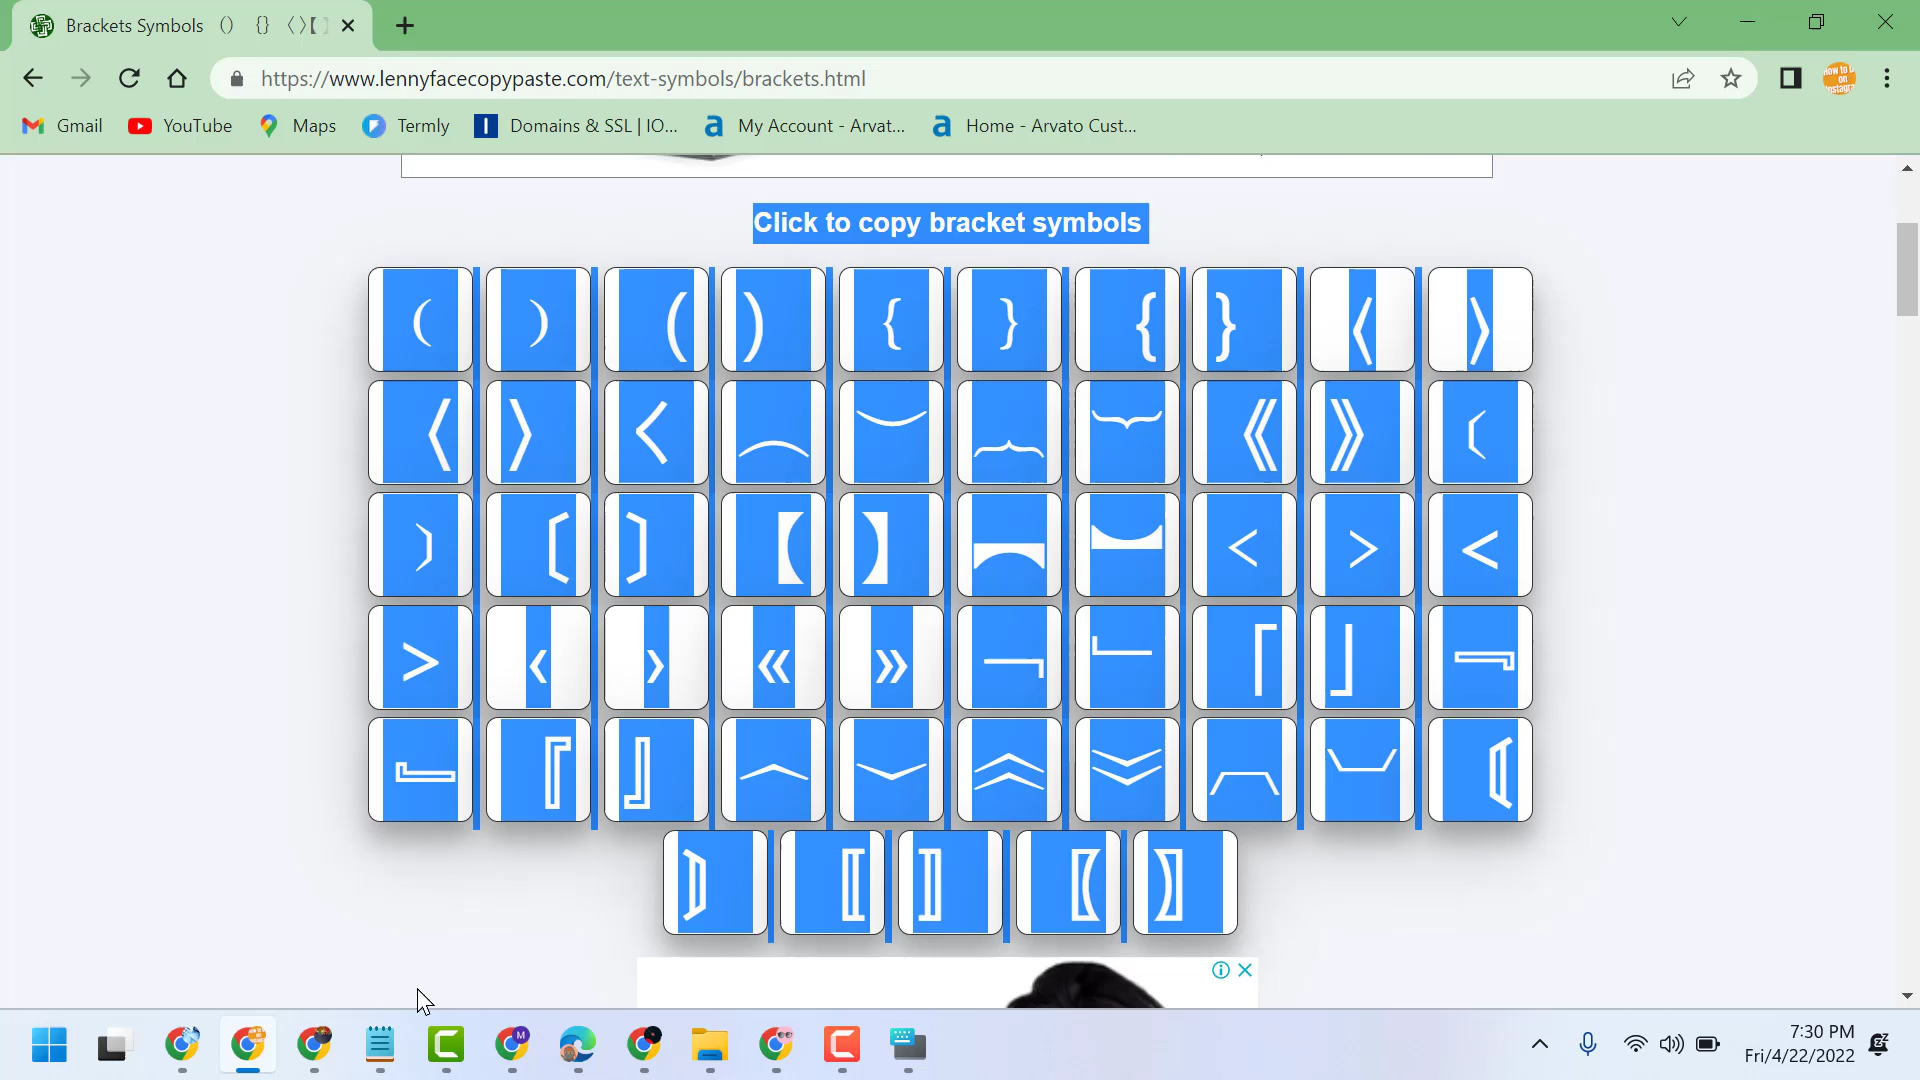 Brackets Symbols () {} 〈〉【】
https://www.lennyfacecopypaste.com/text-symbols/brackets.html
Gmail YouTube Maps Termly Domains & SSL | IO... My Account - Arvat... Home - Arvato Cust...
Click to copy bracket symbols
( ) （ ） { } ｛ ｝ ⟨ ⟩
〈 〉 く ︵ ︶ ︷ ︸ 《 》 ❲
❳ 〔 〕 【 】 ︻ ︼ < > ＜
＞ ‹ › « » ﹁ ﹂ 「 」 ﹃
﹄ 『 』 ︿ ﹀ ︽ ︾ ︹ ︺ 〘
〙 〚 〛 〖 〗
7:30 PM
Fri/4/22/2022